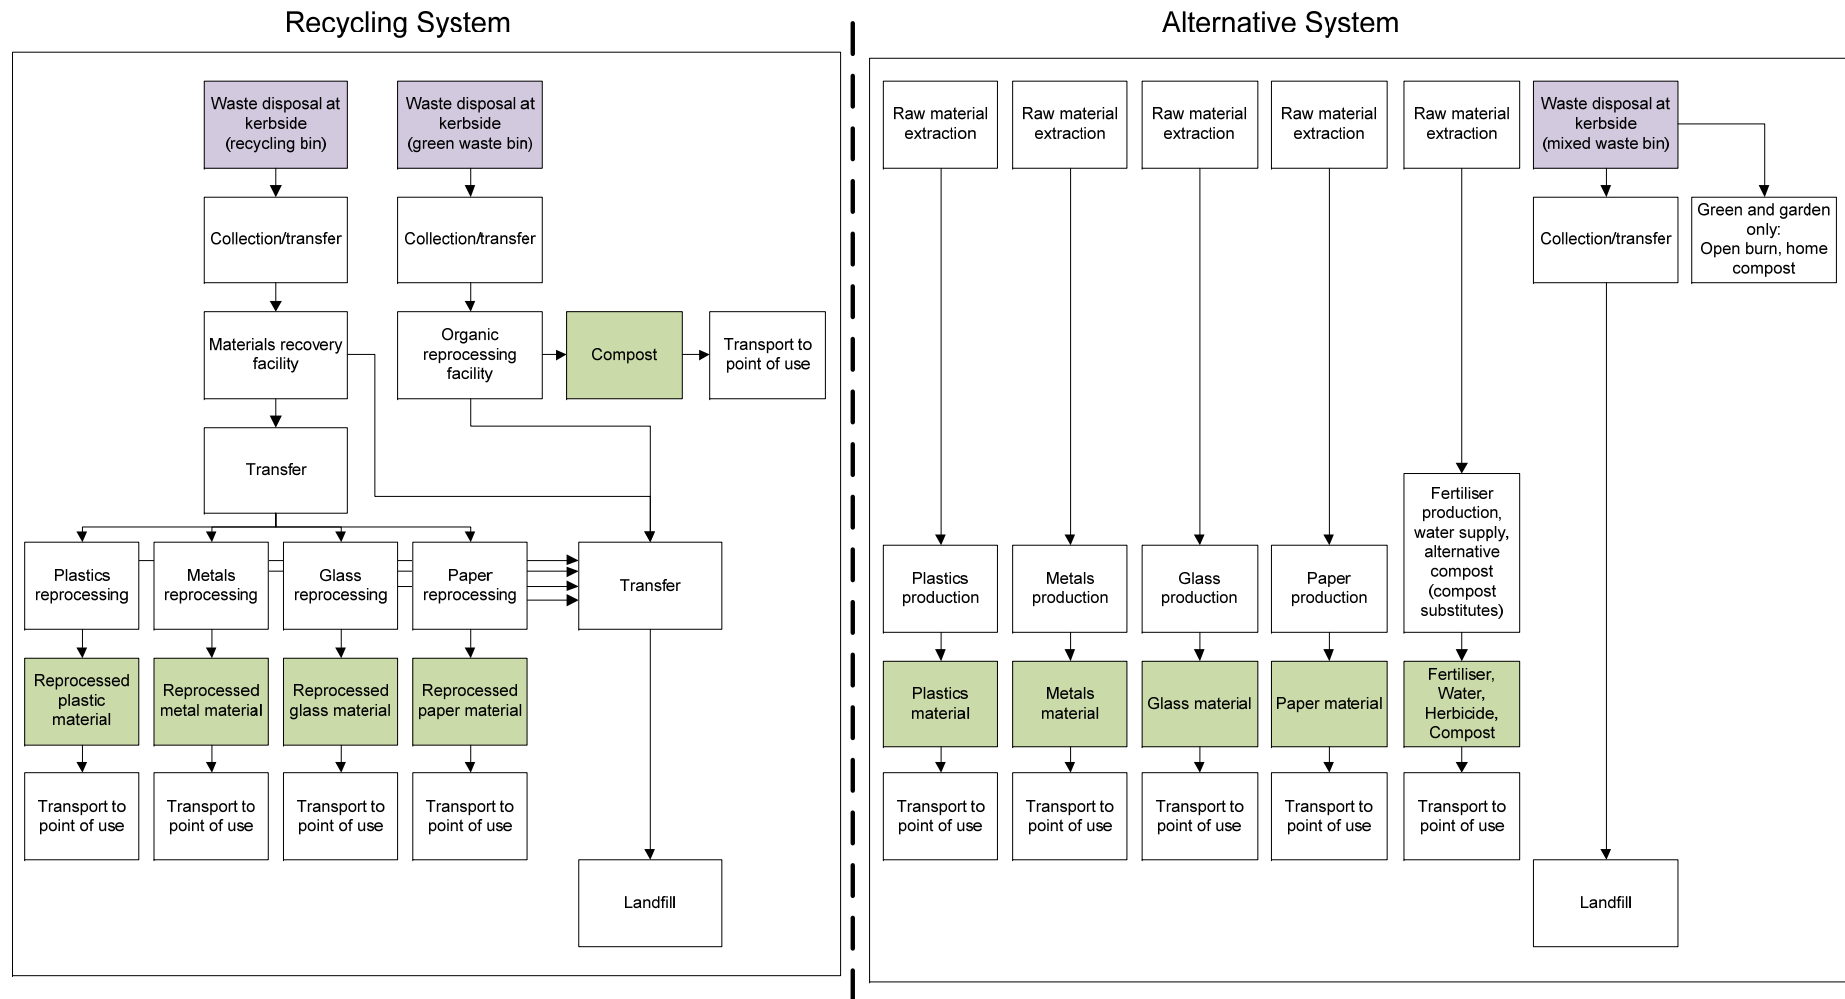 Recycling System
Waste disposal at
kerbside
(recycling bin)
Waste disposal at
kerbside
(green waste bin)
Collection/transfer
Collection/transfer
Materials recovery
facility
Organic
reprocessing
facility
Compost
Transport to
point of use
Transfer
Plastics
reprocessing
Metals
reprocessing
Glass
reprocessing
Paper
reprocessing
Transfer
Reprocessed
plastic
material
Reprocessed
metal material
Reprocessed
glass material
Reprocessed
paper material
Transport to
point of use
Transport to
point of use
Transport to
point of use
Transport to
point of use
Landfill
Alternative System
Raw material
extraction
Raw material
extraction
Raw material
extraction
Raw material
extraction
Raw material
extraction
Waste disposal at
kerbside
(mixed waste bin)
Collection/transfer
Green and garden
only:
Open burn, home
compost
Plastics
production
Metals
production
Glass
production
Paper
production
Fertiliser
production,
water supply,
alternative
compost
(compost
substitutes)
Plastics
material
Metals
material
Glass material
Paper material
Fertiliser,
Water,
Herbicide,
Compost
Transport to
point of use
Transport to
point of use
Transport to
point of use
Transport to
point of use
Transport to
point of use
Landfill